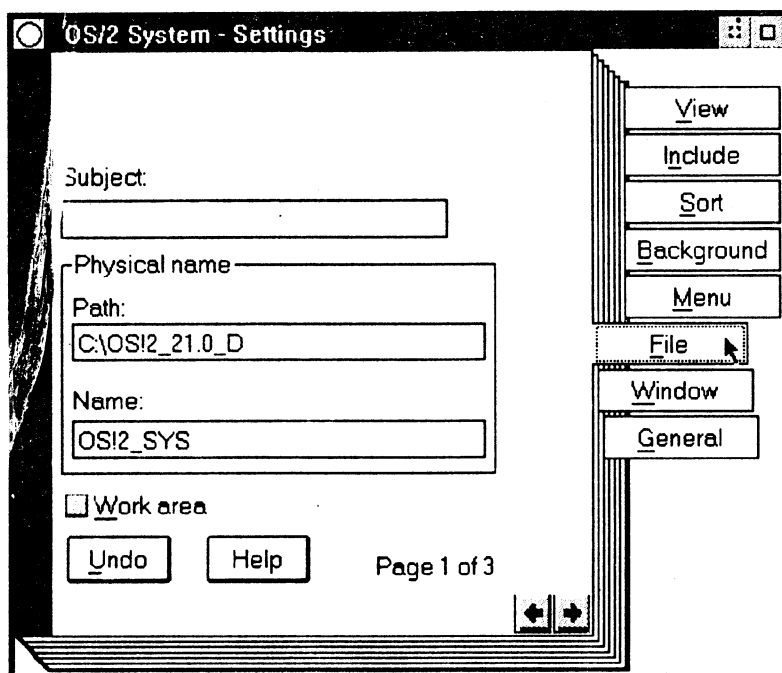 OS/2 System - Settings
View
Include
Sort
Background
Menu
File
Window
General
Subject:
Physical name
Path:
C:\OS!2_21.0_D
Name:
OS!2_SYS
Work area
Undo
Help
Page 1 of 3